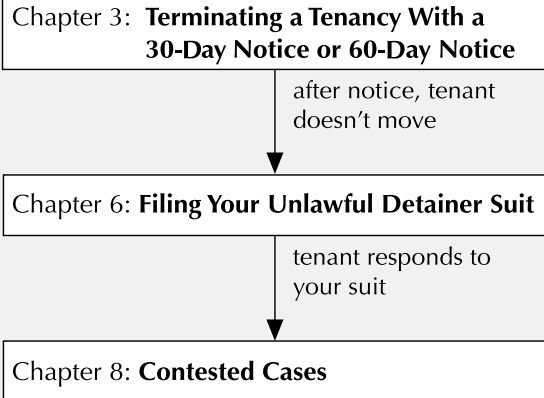 Chapter 3: Terminating a Tenancy With a
30-Day Notice or 60-Day Notice
after notice, tenant
doesn't move
Chapter 6: Filing Your Unlawful Detainer Suit
tenant responds to
your suit
Chapter 8: Contested Cases